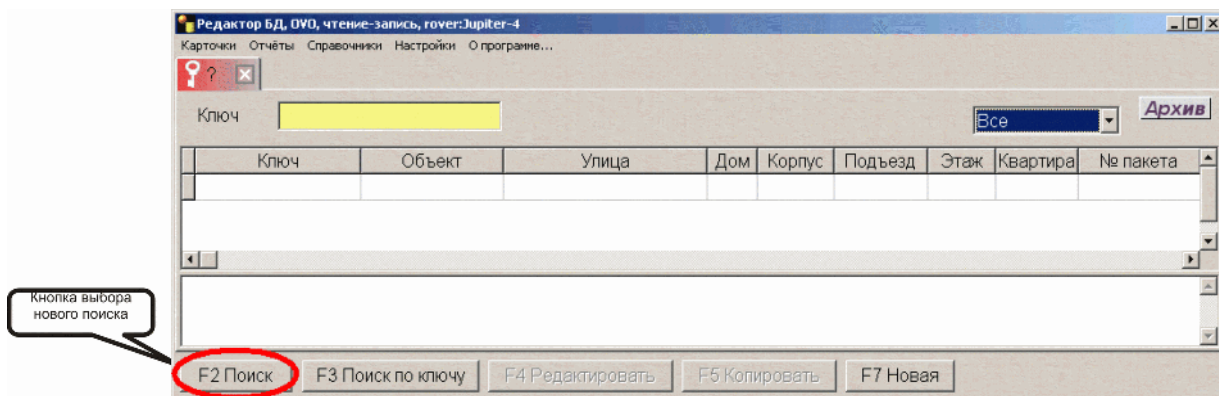 Редактор БД, OVO, чтение-запись, rover:Jupiter-4
Карточки Отчёты Справочники Настройки О программе...
?
Ключ
Все
Архив
Ключ Объект Улица Дом Корпус Подъезд Этаж Квартира № пакета
Кнопка выбора
нового поиска
F2 Поиск F3 Поиск по ключу F4 Редактировать F5 Копировать F7 Новая